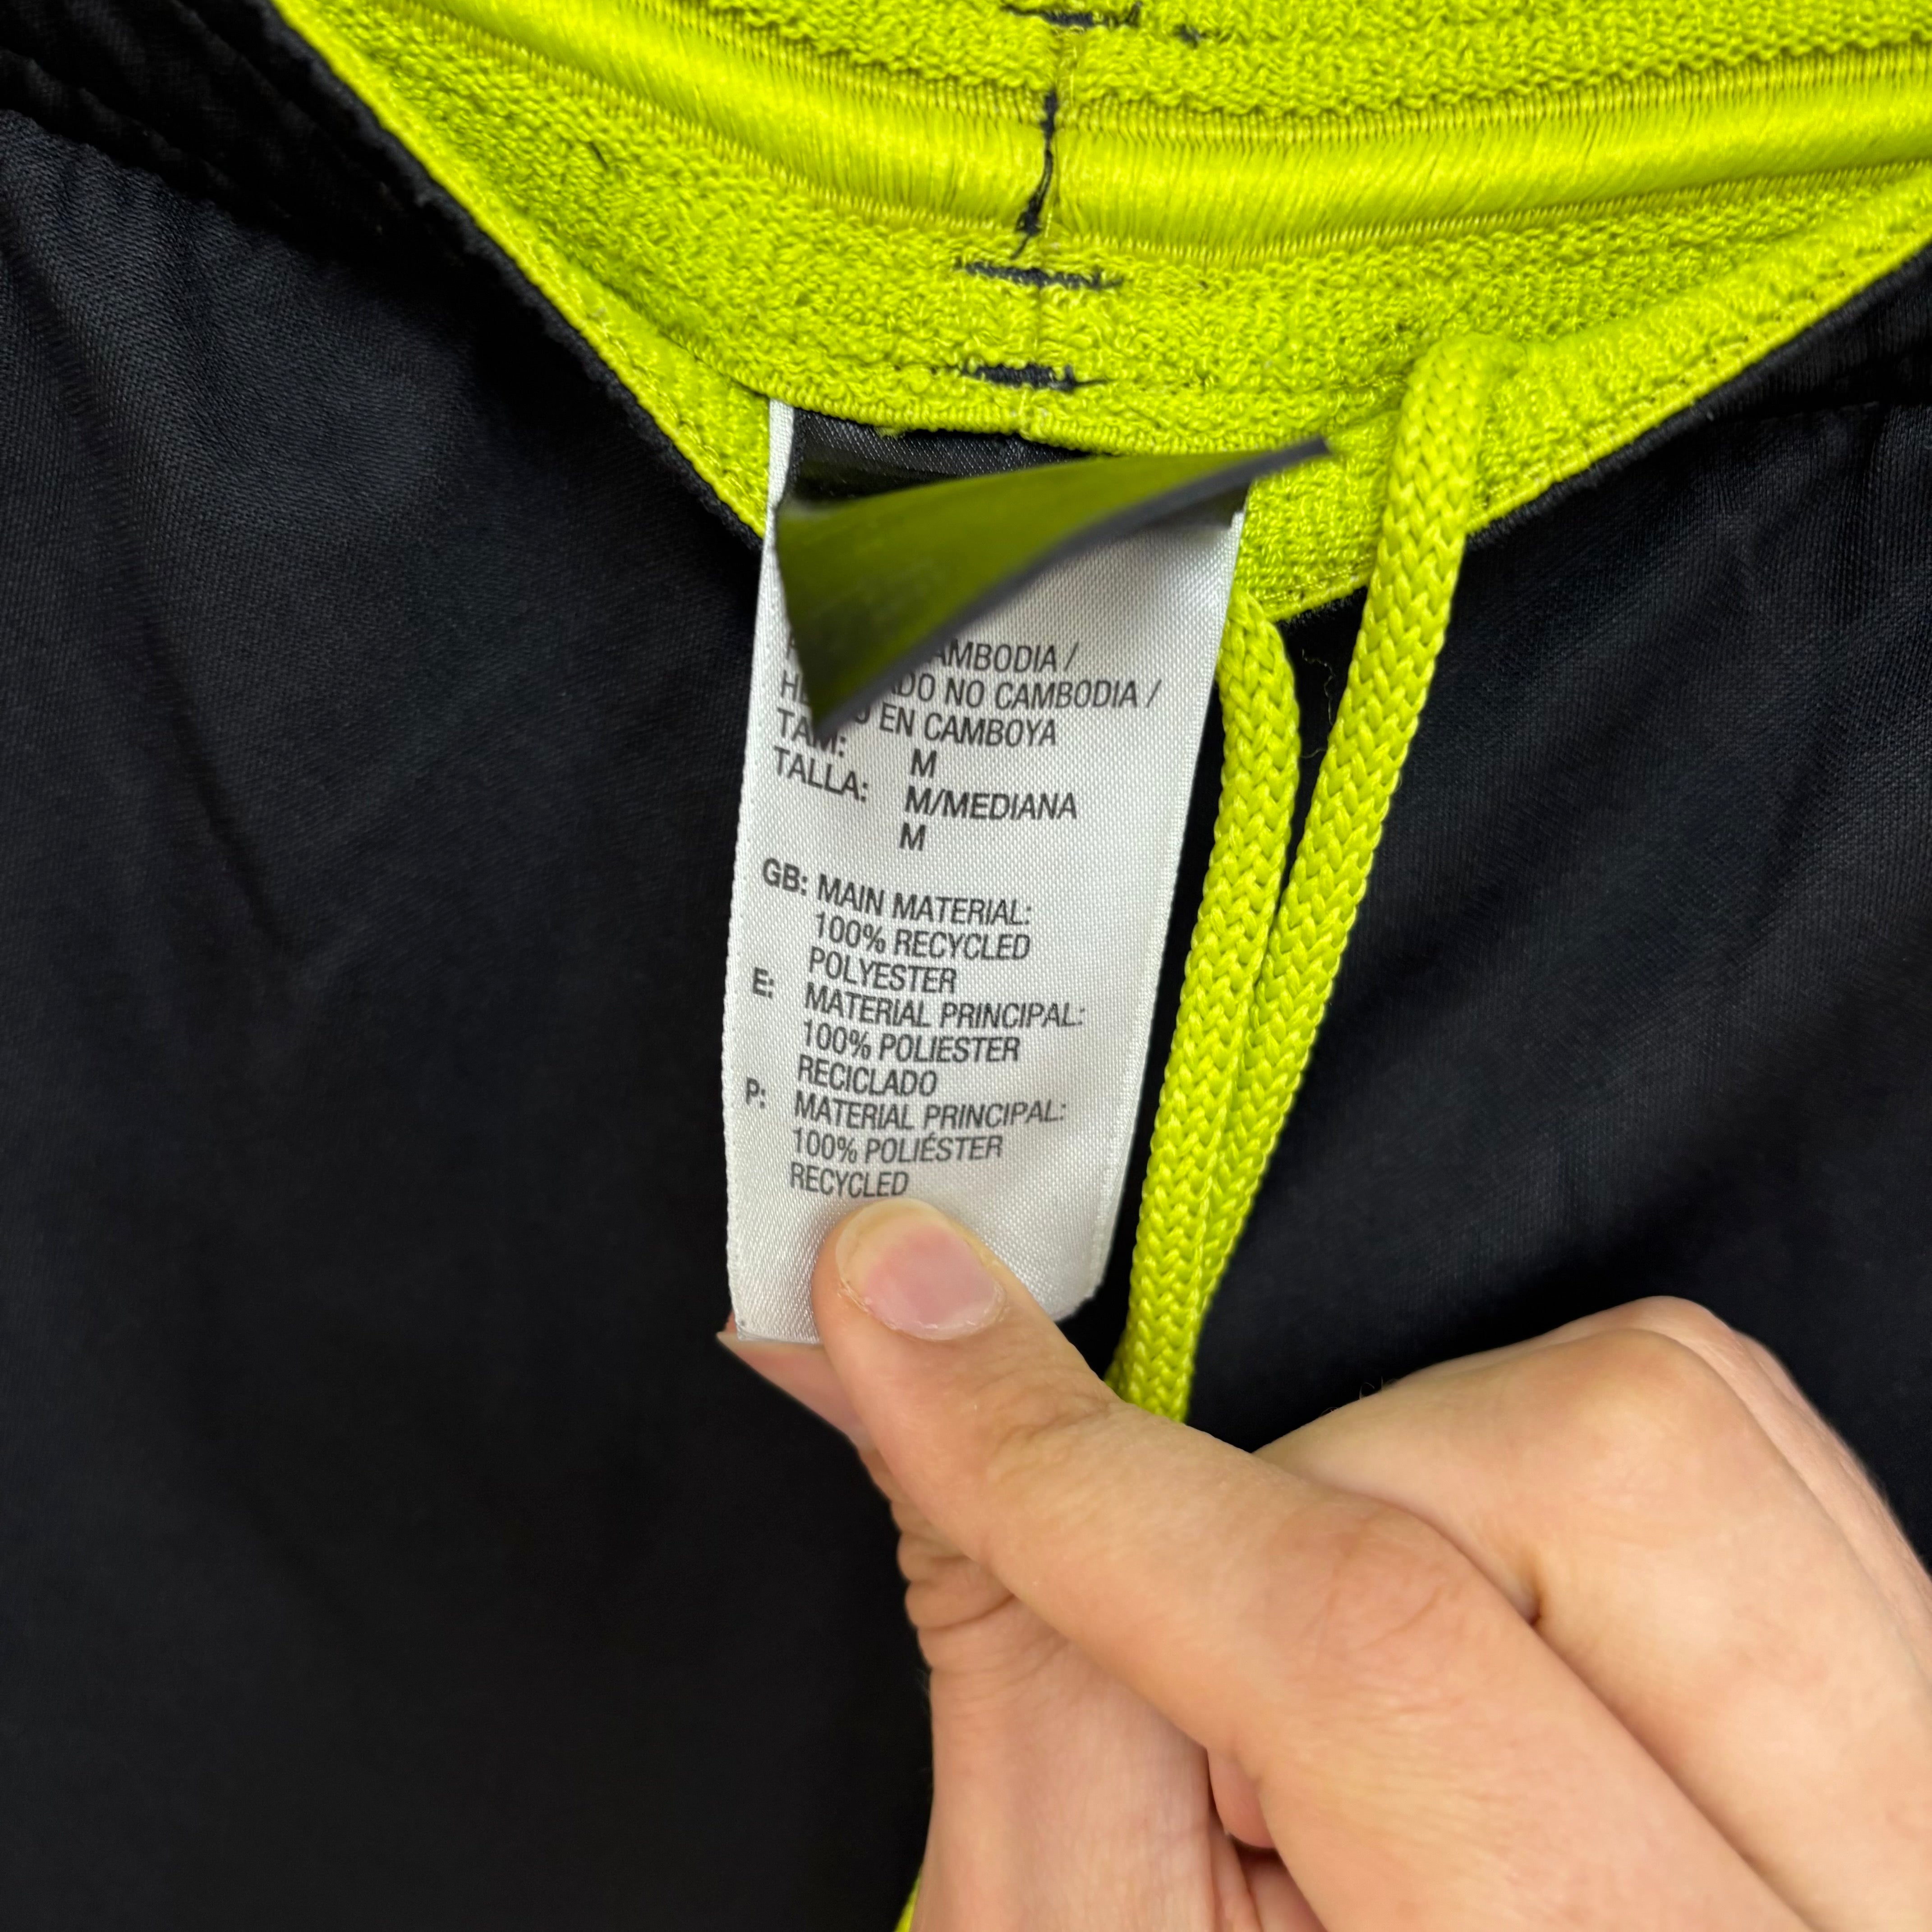 CAMBODIA /
NO CAMBODIA /
EN CAMBOYA
TAM: M
TALLA: M/MEDIANA
M
GB: MAIN MATERIAL:
100% RECYCLED
POLYESTER
E: MATERIAL PRINCIPAL:
100% POLIESTER
RECICLADO
P: MATERIAL PRINCIPAL:
100% POLIÉSTER
RECYCLED